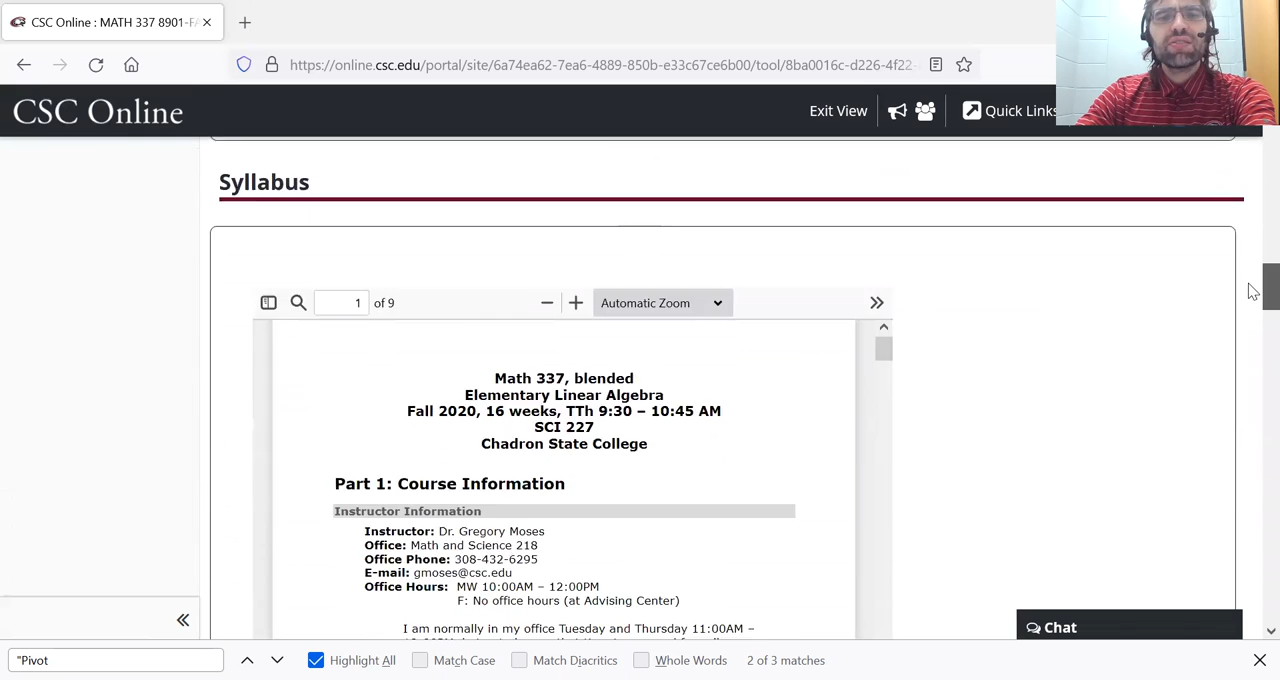 CSC Online : MATH 337 8901-FA
https://online.csc.edu/portal/site/6a74ea62-7ea6-4889-850b-e33c67ce6b00/tool/8ba0016c-d226-4f22-
CSC Online
Exit View
Quick Links
Syllabus
1 of 9
Automatic Zoom
Math 337, blended
Elementary Linear Algebra
Fall 2020, 16 weeks, TTh 9:30 – 10:45 AM
SCI 227
Chadron State College
Part 1: Course Information
Instructor Information
Instructor: Dr. Gregory Moses
Office: Math and Science 218
Office Phone: 308-432-6295
E-mail: gmoses@csc.edu
Office Hours: MW 10:00AM – 12:00PM
F: No office hours (at Advising Center)
I am normally in my office Tuesday and Thursday 11:00AM –
Chat
"Pivot
Highlight All
Match Case
Match Diacritics
Whole Words
2 of 3 matches